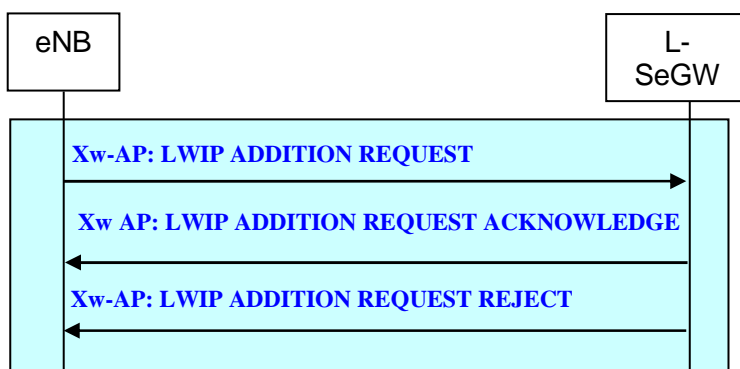 eNB
L-
SeGW
Xw-AP: LWIP ADDITION REQUEST
Xw AP: LWIP ADDITION REQUEST ACKNOWLEDGE
Xw-AP: LWIP ADDITION REQUEST REJECT